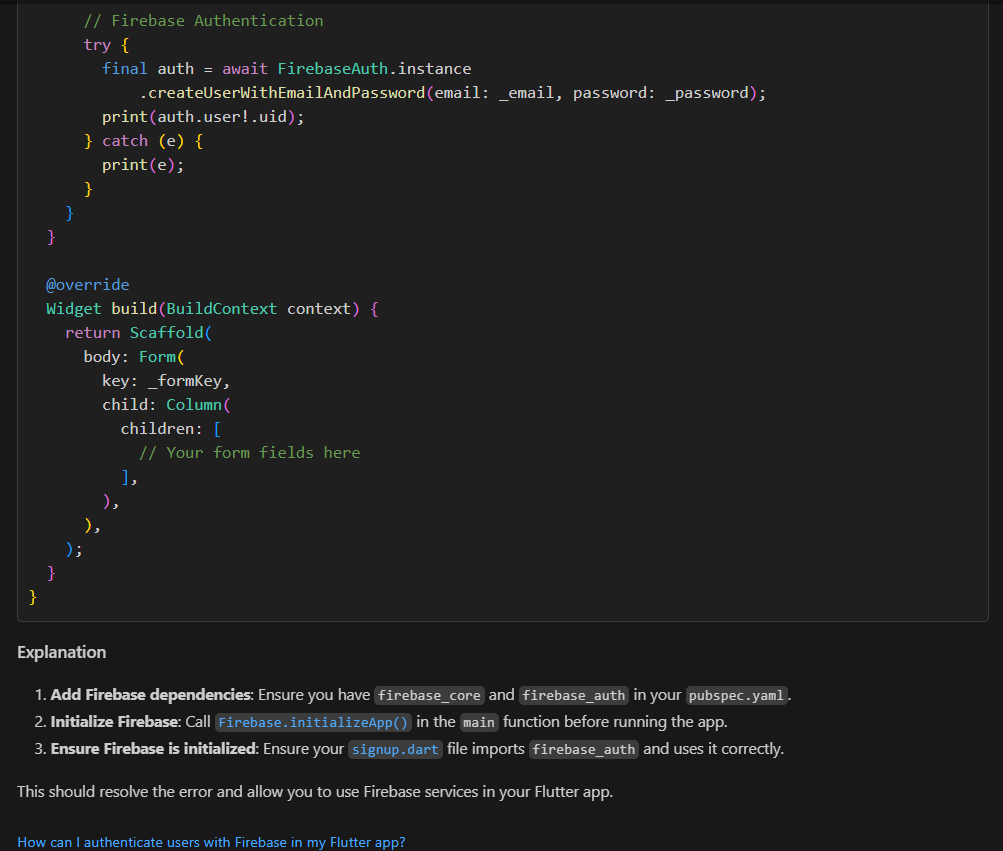 // Firebase Authentication
try {
final auth = await FirebaseAuth.instance
.createUserWithEmailAndPassword(email: _email, password: _password);
print(auth.user!.uid);
} catch (e) {
print(e);
}
}
}
@override
Widget build(BuildContext context) {
return Scaffold(
body: Form(
key: _formKey,
child: Column(
children: [
// Your form fields here
],
),
),
);
}
}
Explanation
1. Add Firebase dependencies: Ensure you have firebase_core and firebase_auth in your pubspec.yaml.
2. Initialize Firebase: Call Firebase.initializeApp() in the main function before running the app.
3. Ensure Firebase is initialized: Ensure your signup.dart file imports firebase_auth and uses it correctly.
This should resolve the error and allow you to use Firebase services in your Flutter app.
How can I authenticate users with Firebase in my Flutter app?